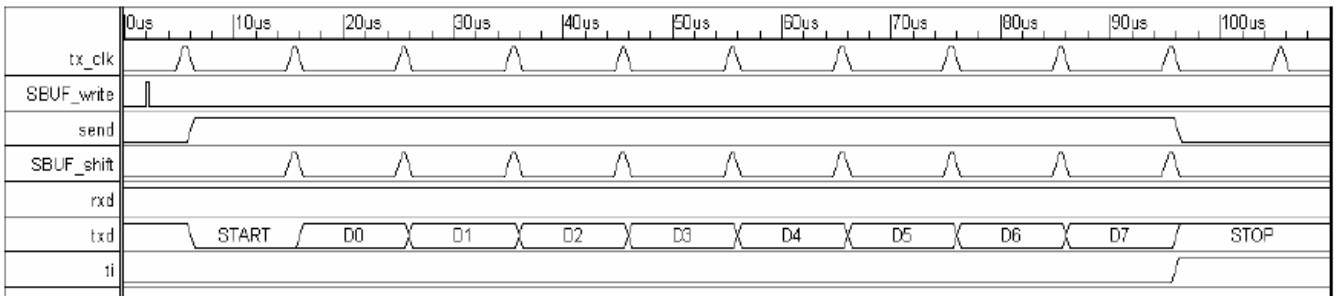 0us 10us 20us 30us 40us 50us 60us 70us 80us 90us 100us
tx_clk
SBUF_write
send
SBUF_shift
rxd
txd START D0 D1 D2 D3 D4 D5 D6 D7 STOP
ti